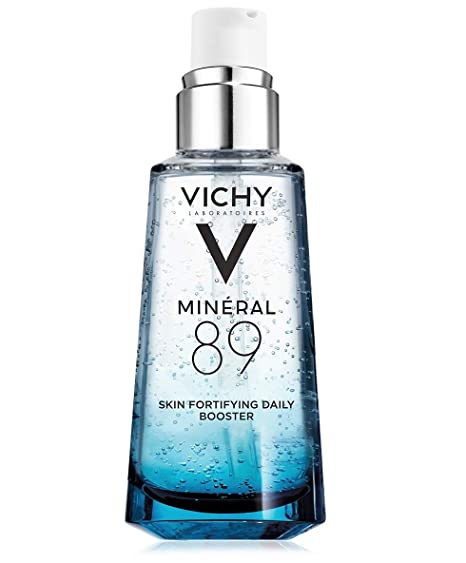 VICHY
LABORATOIRES
V
MINÉRAL
89
SKIN FORTIFYING DAILY
BOOSTER